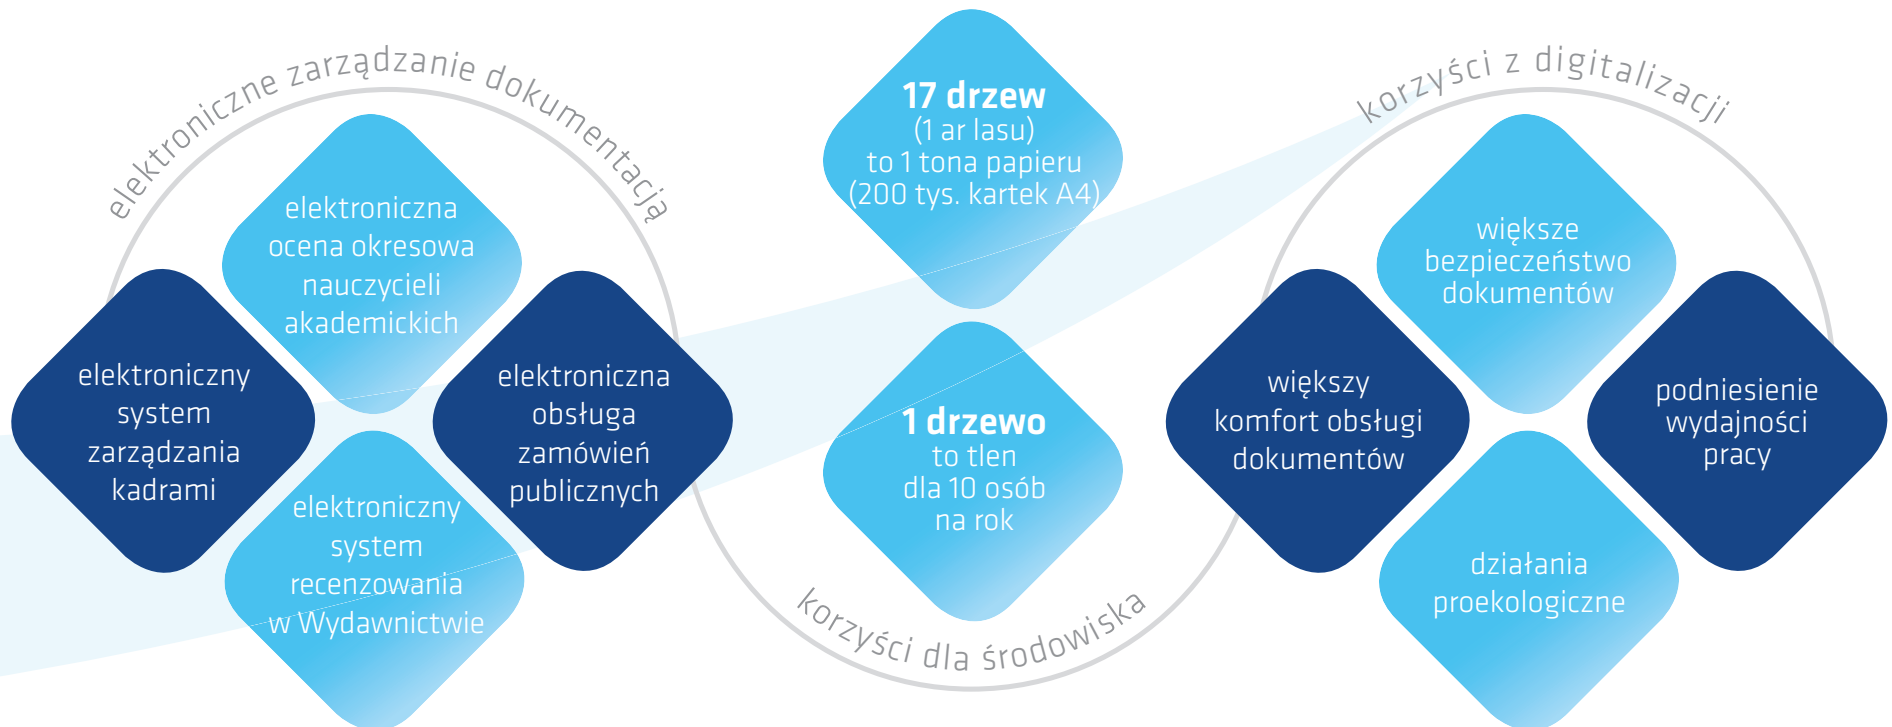 elektroniczne zarządzanie dokumentacją
elektroniczna
ocena okresowa
nauczycieli
akademickich
elektroniczny
system
zarządzania
kadrami
elektroniczna
obsługa
zamówień
publicznych
elektroniczny
system
recenzowania
w Wydawnictwie
17 drzew
(1 ar lasu)
to 1 tona papieru
(200 tys. kartek A4)
1 drzewo
to tlen
dla 10 osób
na rok
korzyści dla środowiska
korzyści z digitalizacji
większe
bezpieczeństwo
dokumentów
większy
komfort obsługi
dokumentów
podniesienie
wydajności
pracy
działania
proekologiczne